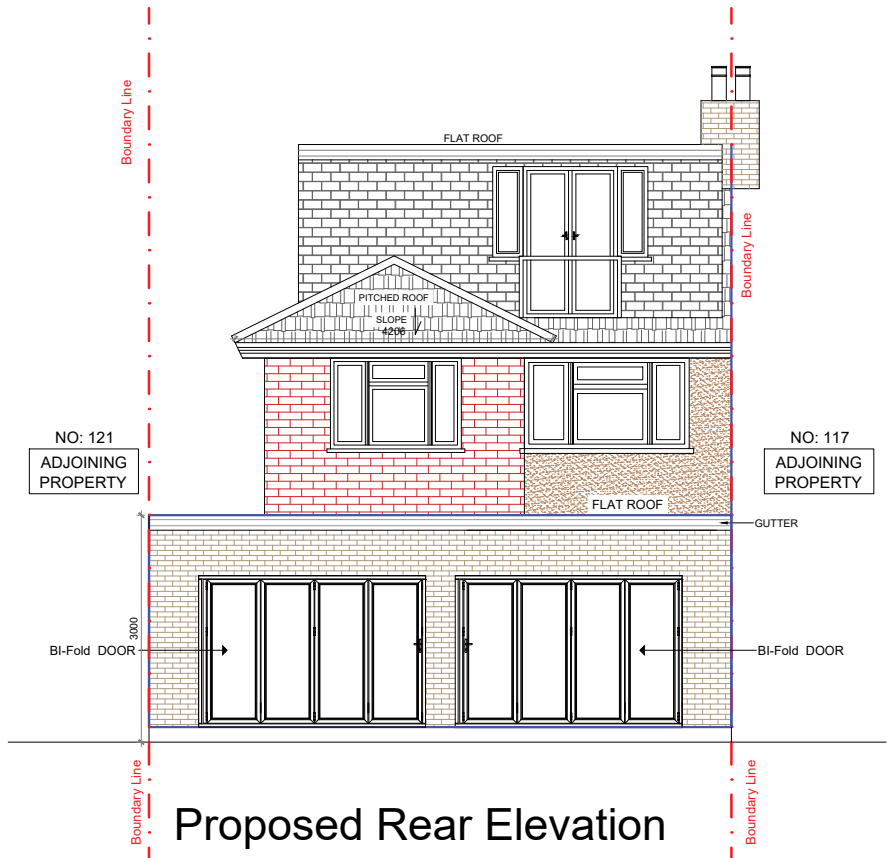 Boundary Line
FLAT ROOF
Boundary Line
PITCHED ROOF
SLOPE
4206
NO: 121
ADJOINING
PROPERTY
NO: 117
ADJOINING
PROPERTY
FLAT ROOF
GUTTER
3000
BI-Fold DOOR
BI-Fold DOOR
Boundary Line
Boundary Line
Proposed Rear Elevation